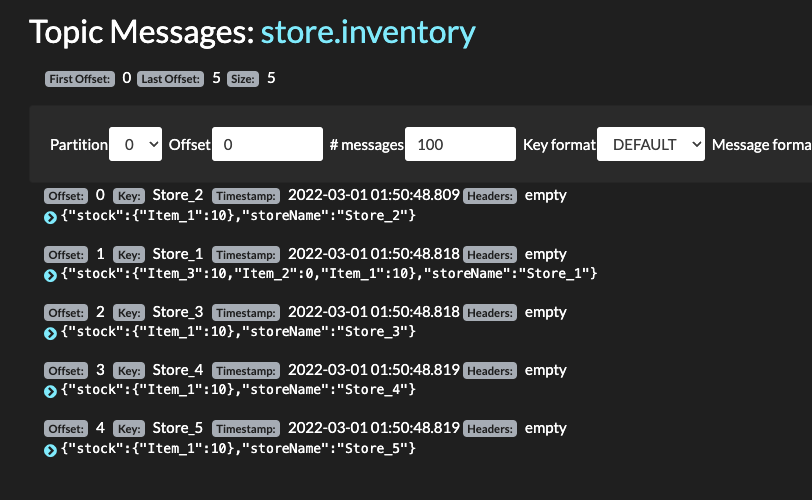 Topic Messages: store.inventory
First Offset: 0 Last Offset: 5 Size: 5
Partition 0 Offset 0 # messages 100 Key format DEFAULT Message forma
Offset: 0 Key: Store_2 Timestamp: 2022-03-01 01:50:48.809 Headers: empty
{"stock":{"Item_1":10},"storeName":"Store_2"}
Offset: 1 Key: Store_1 Timestamp: 2022-03-01 01:50:48.818 Headers: empty
{"stock":{"Item_3":10,"Item_2":0,"Item_1":10},"storeName":"Store_1"}
Offset: 2 Key: Store_3 Timestamp: 2022-03-01 01:50:48.818 Headers: empty
{"stock":{"Item_1":10},"storeName":"Store_3"}
Offset: 3 Key: Store_4 Timestamp: 2022-03-01 01:50:48.819 Headers: empty
{"stock":{"Item_1":10},"storeName":"Store_4"}
Offset: 4 Key: Store_5 Timestamp: 2022-03-01 01:50:48.819 Headers: empty
{"stock":{"Item_1":10},"storeName":"Store_5"}